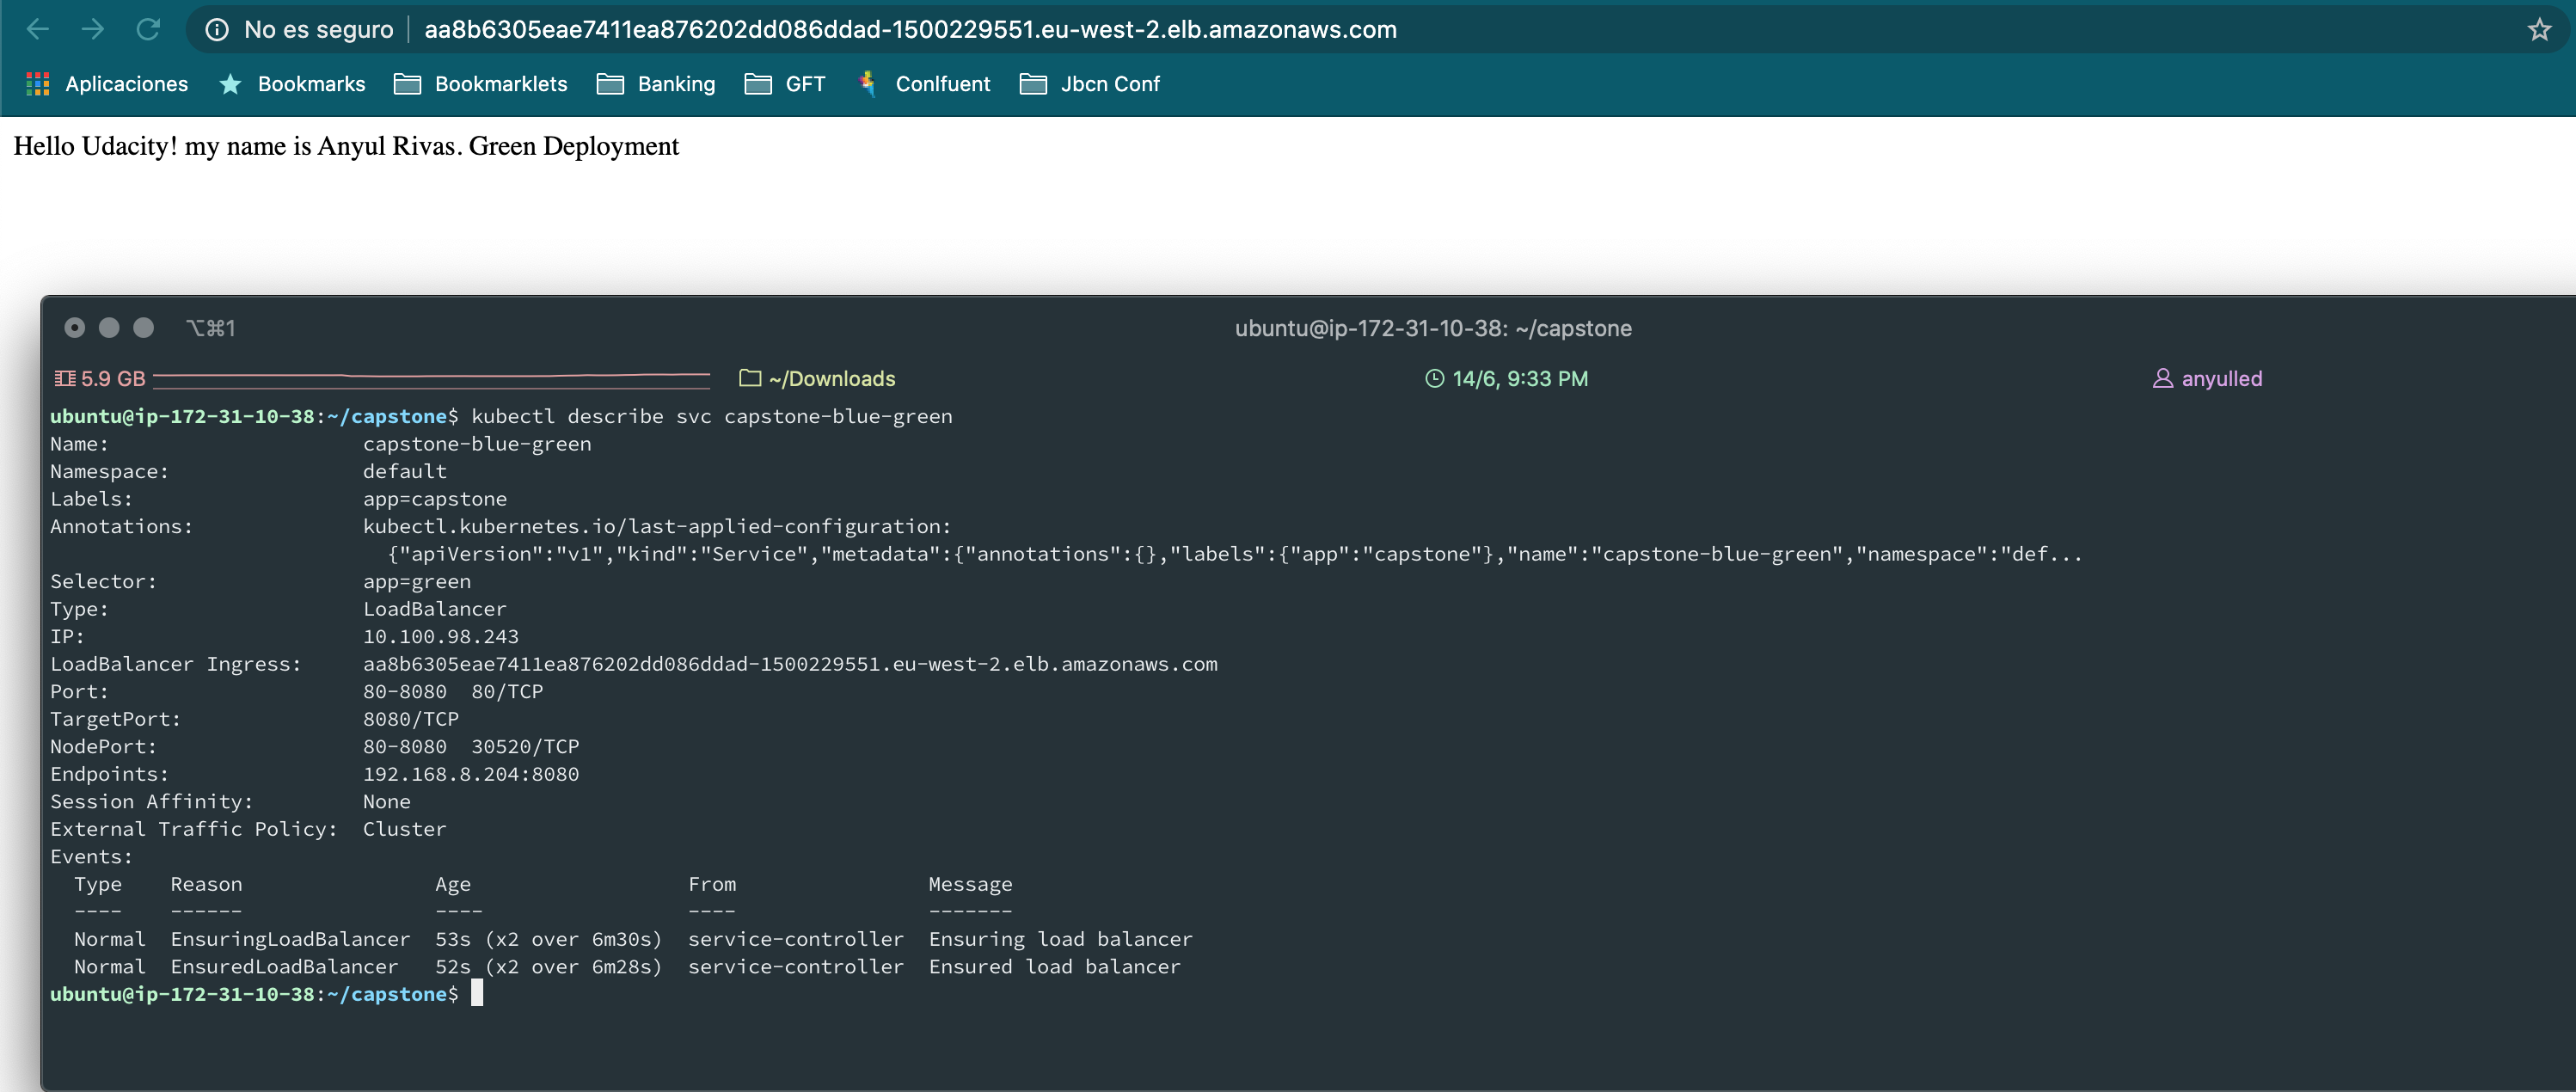 No es seguro aa8b6305eae7411ea876202dd086ddad-1500229551.eu-west-2.elb.amazonaws.com
Aplicaciones Bookmarks Bookmarklets Banking GFT Conlfuent Jbcn Conf
Hello Udacity! my name is Anyul Rivas. Green Deployment
⌥⌘1 ubuntu@ip-172-31-10-38: ~/capstone
5.9 GB ~/Downloads 14/6, 9:33 PM anyulled
ubuntu@ip-172-31-10-38:~/capstone$ kubectl describe svc capstone-blue-green
Name: capstone-blue-green
Namespace: default
Labels: app=capstone
Annotations: kubectl.kubernetes.io/last-applied-configuration:
{"apiVersion":"v1","kind":"Service","metadata":{"annotations":{},"labels":{"app":"capstone"},"name":"capstone-blue-green","namespace":"def...
Selector: app=green
Type: LoadBalancer
IP: 10.100.98.243
LoadBalancer Ingress: aa8b6305eae7411ea876202dd086ddad-1500229551.eu-west-2.elb.amazonaws.com
Port: 80-8080 80/TCP
TargetPort: 8080/TCP
NodePort: 80-8080 30520/TCP
Endpoints: 192.168.8.204:8080
Session Affinity: None
External Traffic Policy: Cluster
Events:
Type Reason Age From Message
---- ------ ---- ---- -------
Normal EnsuringLoadBalancer 53s (x2 over 6m30s) service-controller Ensuring load balancer
Normal EnsuredLoadBalancer 52s (x2 over 6m28s) service-controller Ensured load balancer
ubuntu@ip-172-31-10-38:~/capstone$